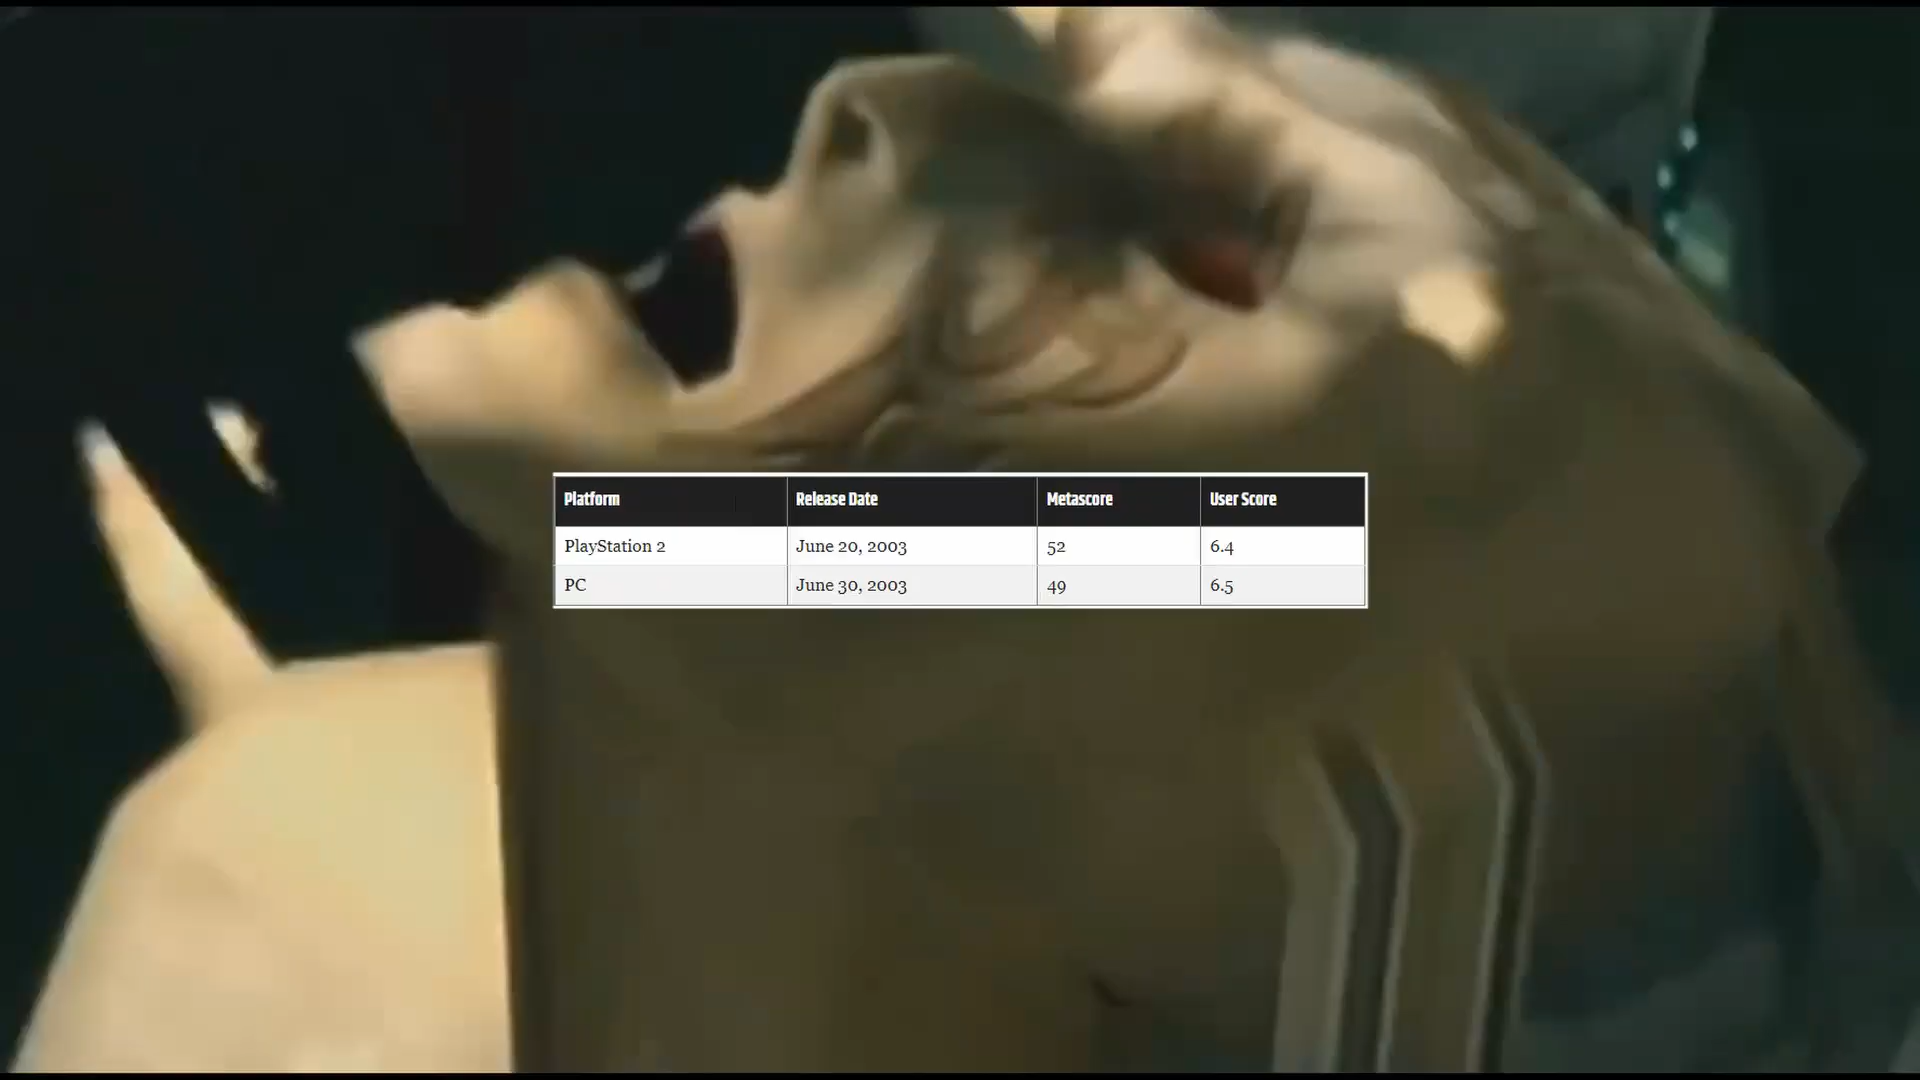 Platform Release Date Metascore User Score
PlayStation 2 June 20, 2003 52 6.4
PC June 30, 2003 49 6.5